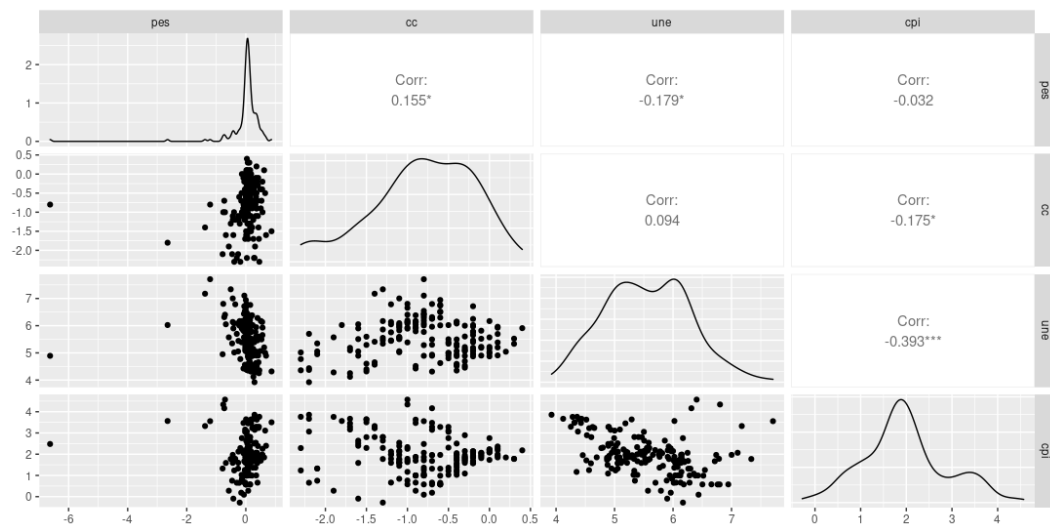 pes cc une cpi
2
1
0
Corr:
0.155*
Corr:
-0.179*
Corr:
-0.032
pes
0.5
0.0
-0.5
-1.0
-1.5
-2.0
Corr:
0.094
Corr:
-0.175*
cc
7
6
5
4
Corr:
-0.393***
une
4
3
2
1
0
cpi
-6 -4 -2 0 -2.0 -1.5 -1.0 -0.5 0.0 0.5 4 5 6 7 0 1 2 3 4